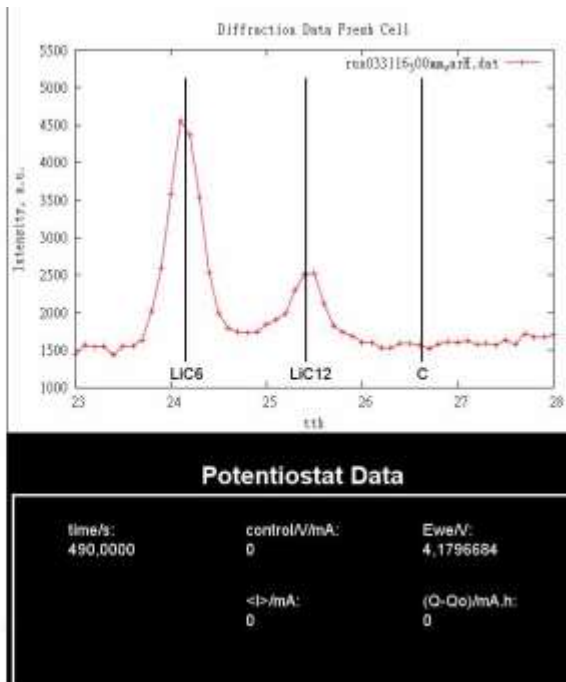 Diffraction Data Fresh Cell
5500
5000
4500
4000
3500
3000
2500
2000
1500
1000
Intensity, a.u.
LiC6
LiC12
C
23
24
25
26
27
28
tth
Potentiostat Data
time/s:
control/V/mA:
Ewe/V:
490,0000
0
4,1796684
<I>/mA:
(Q-Qo)/mA.h:
0
0